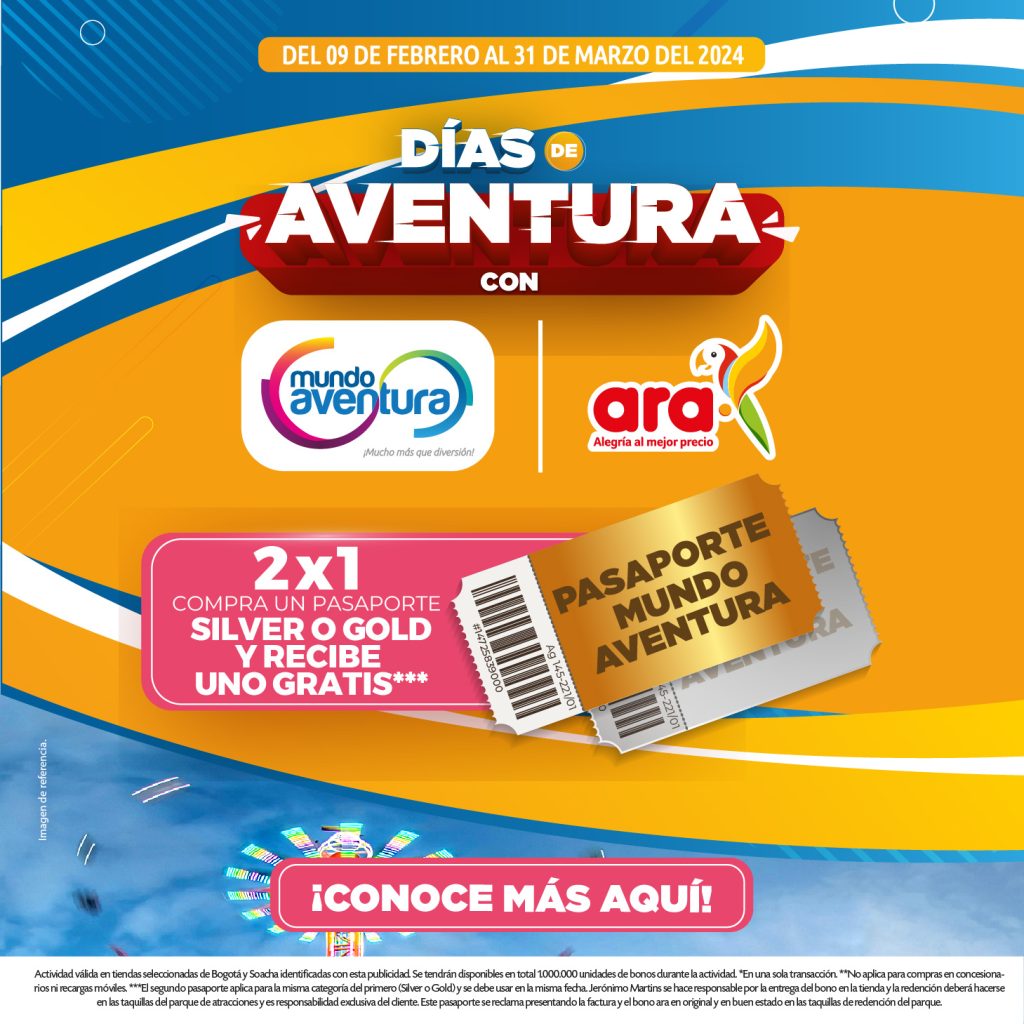 DEL 09 DE FEBRERO AL 31 DE MARZO DEL 2024
DÍAS DE
AVENTURA
CON
mundo
aventura
¡Mucho más que diversión!
ara
Alegría al mejor precio
2x1
COMPRA UN PASAPORTE
SILVER O GOLD
Y RECIBE
UNO GRATIS***
PASAPORTE
MUNDO
AVENTURA
#14725839000
Ag 145-221/01
AVENTURA
145-221/01
Imagen de referencia.
¡CONOCE MÁS AQUÍ!
Actividad válida en tiendas seleccionadas de Bogotá y Soacha identificadas con esta publicidad. Se tendrán disponibles en total 1.000.000 unidades de bonos durante la actividad. *En una sola transacción. **No aplica para compras en concesiona-
rios ni recargas móviles. ***El segundo pasaporte aplica para la misma categoría del primero (Silver o Gold) y se debe usar en la misma fecha. Jerónimo Martins se hace responsable por la entrega del bono en la tienda y la redención deberá hacerse
en las taquillas del parque de atracciones y es responsabilidad exclusiva del cliente. Este pasaporte se reclama presentando la factura y el bono ara en original y en buen estado en las taquillas de redención del parque.